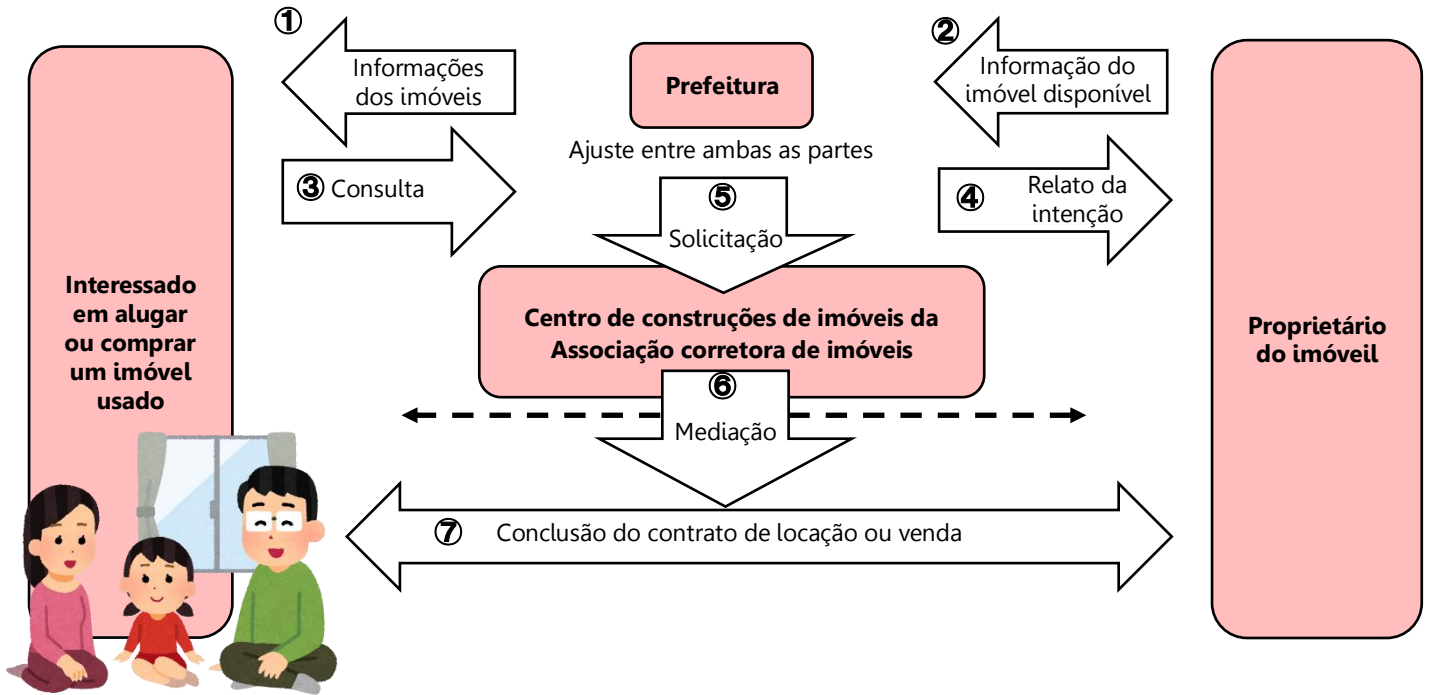 ①
Informações
dos imóveis
Prefeitura
②
Informação do
imóvel disponível
Ajuste entre ambas as partes
③ Consulta
④
Relato da
intenção
⑤
Solicitação
Interessado
em alugar
ou comprar
um imóvel
usado
Centro de construções de imóveis da
Associação corretora de imóveis
Proprietário
do imóveil
⑥
Mediação
⑦ Conclusão do contrato de locação ou venda